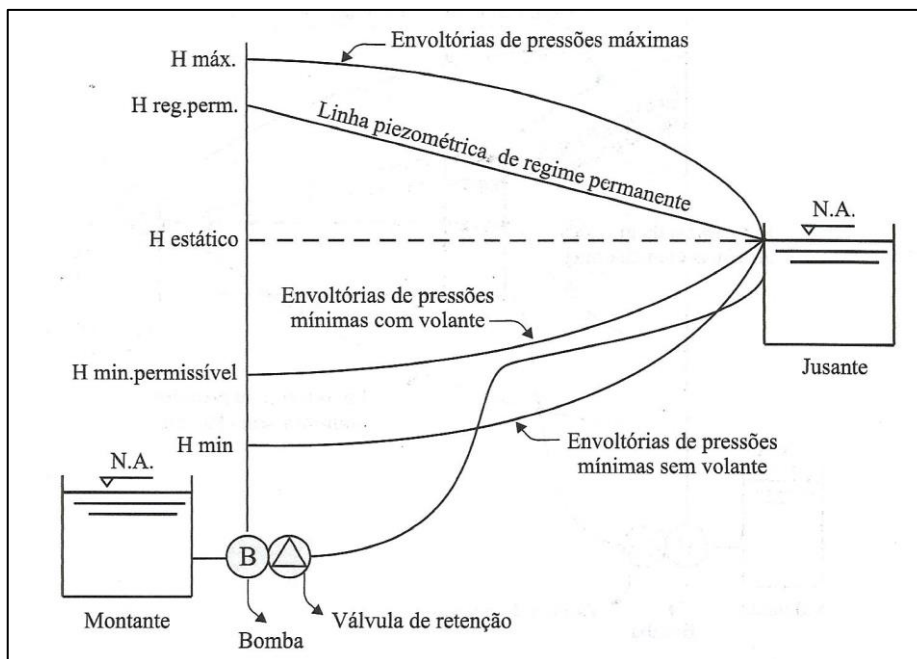 Envoltórias de pressões máximas
H máx.
H reg.perm.
Linha piezométrica, de regime permanente
N.A.
H estático
Envoltórias de pressões
mínimas com volante
H min.permissível
Jusante
H min
Envoltórias de pressões
mínimas sem volante
N.A.
B
Montante
Válvula de retenção
Bomba